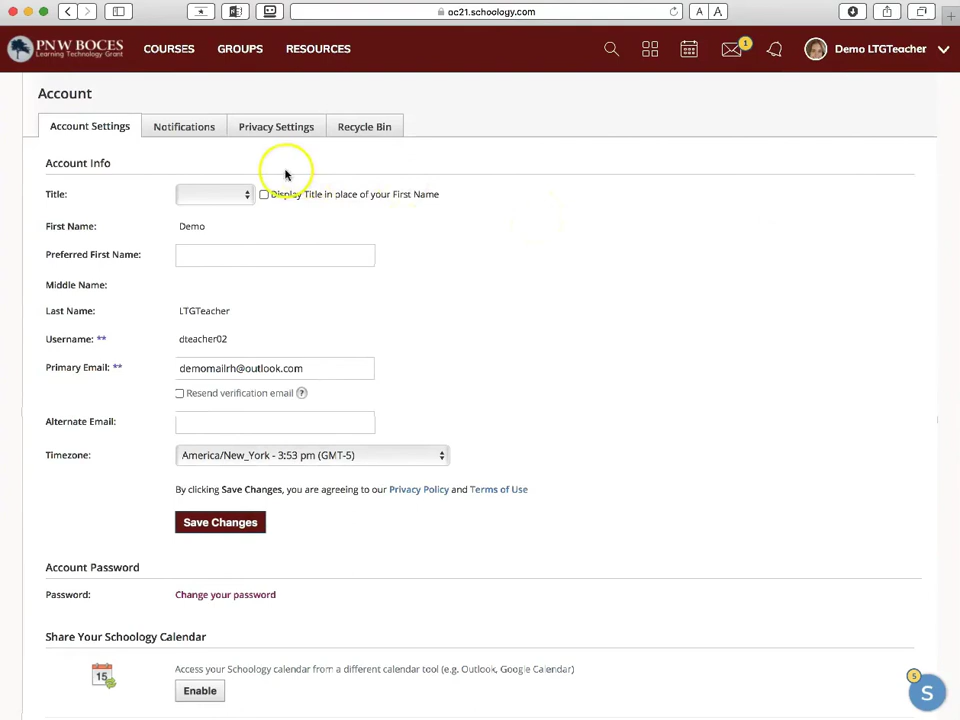 oc21.schoology.com
A A
PNW BOCES
Learning Technology Grant
COURSES GROUPS RESOURCES
1
Demo LTGTeacher
Account
Account Settings Notifications Privacy Settings Recycle Bin
Account Info
Title: Display Title in place of your First Name
First Name: Demo
Preferred First Name:
Middle Name:
Last Name: LTGTeacher
Username: ** dteacher02
Primary Email: ** demomailrh@outlook.com
Resend verification email ?
Alternate Email:
Timezone: America/New_York - 3:53 pm (GMT-5)
By clicking Save Changes, you are agreeing to our Privacy Policy and Terms of Use
Save Changes
Account Password
Password: Change your password
Share Your Schoology Calendar
15 Access your Schoology calendar from a different calendar tool (e.g. Outlook, Google Calendar)
Enable
5
S